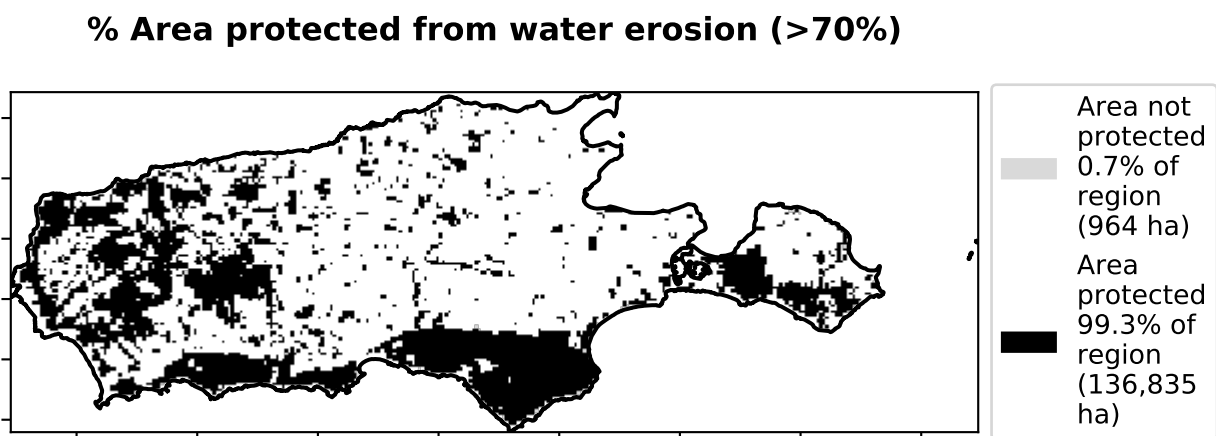 % Area protected from water erosion (>70%)
Area not
protected
0.7% of
region
(964 ha)
Area
protected
99.3% of
region
(136,835
ha)